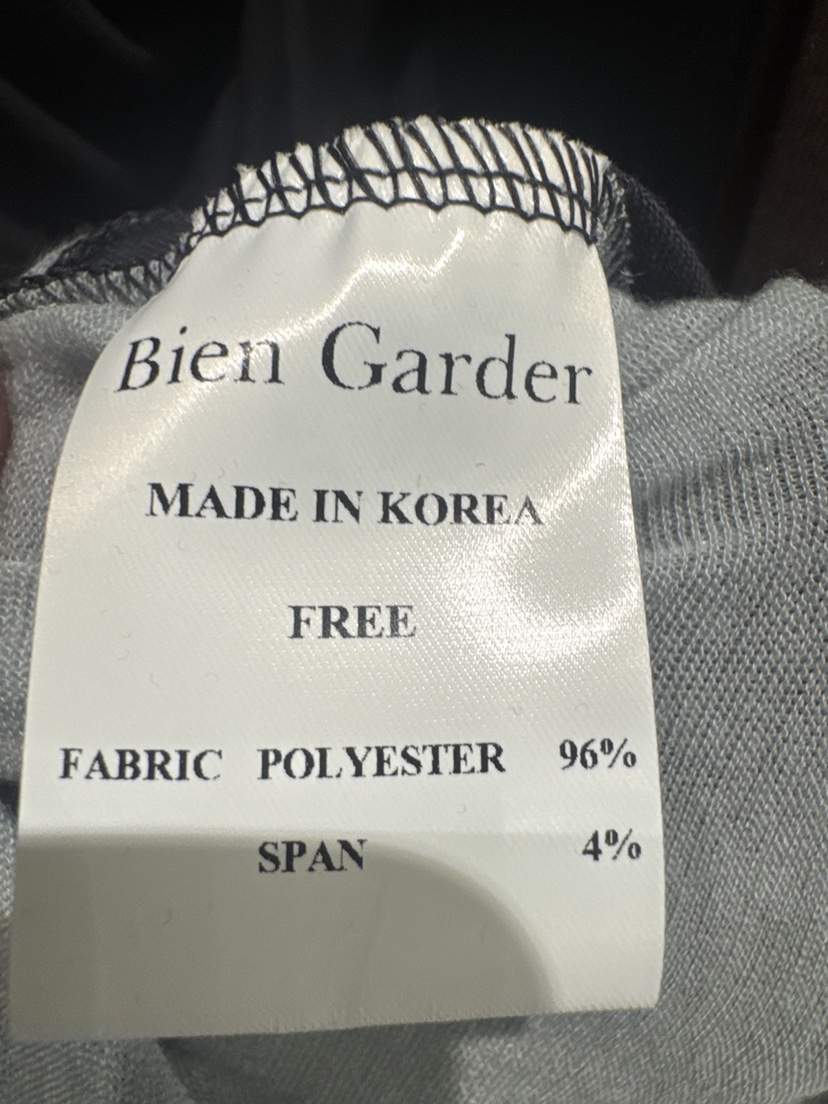 Bien Garder
MADE IN KOREA
FREE
FABRIC POLYESTER 96%
SPAN 4%